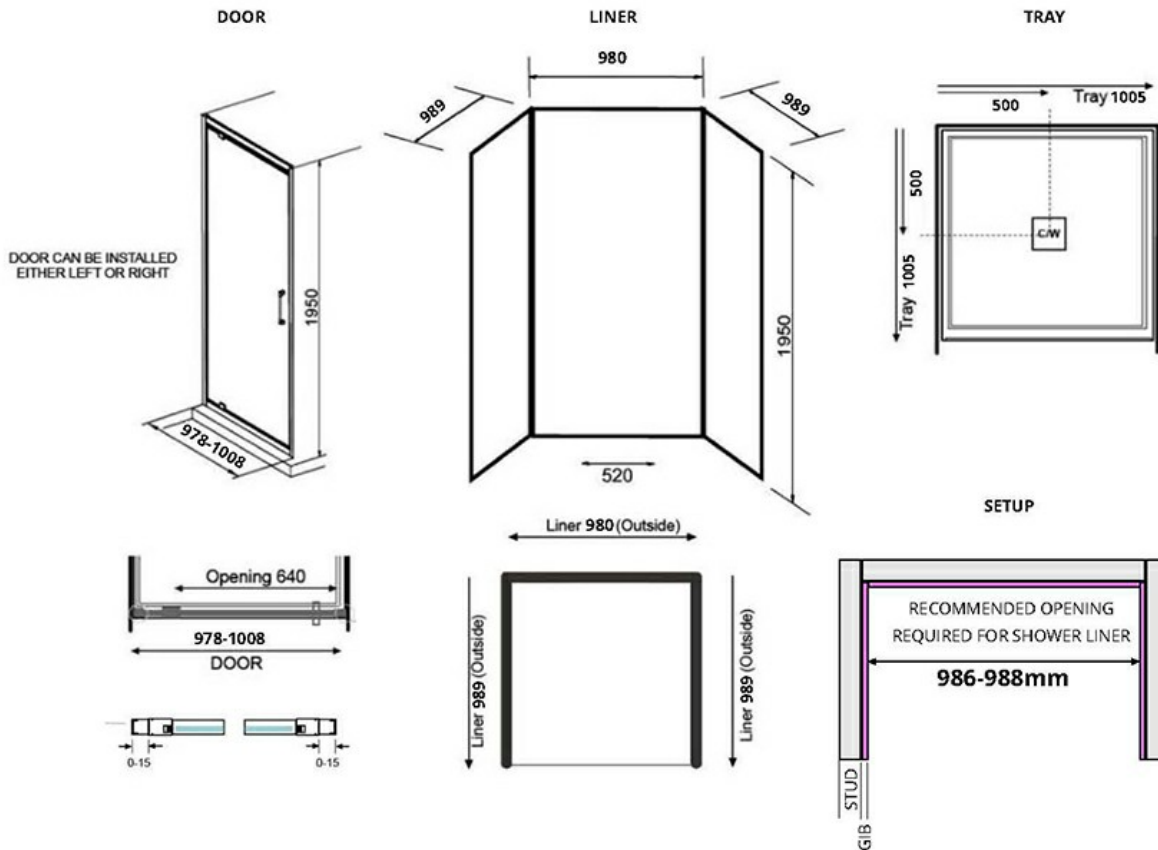 DOOR
LINER
TRAY
980
989
989
Tray 1005
500
500
Tray 1005
C/W
DOOR CAN BE INSTALLED
EITHER LEFT OR RIGHT
1950
978-1008
1950
520
SETUP
Opening 640
978-1008
DOOR
0-15
0-15
Liner 980 (Outside)
Liner 989 (Outside)
Liner 989 (Outside)
RECOMMENDED OPENING
REQUIRED FOR SHOWER LINER
986-988mm
STUD
GIB